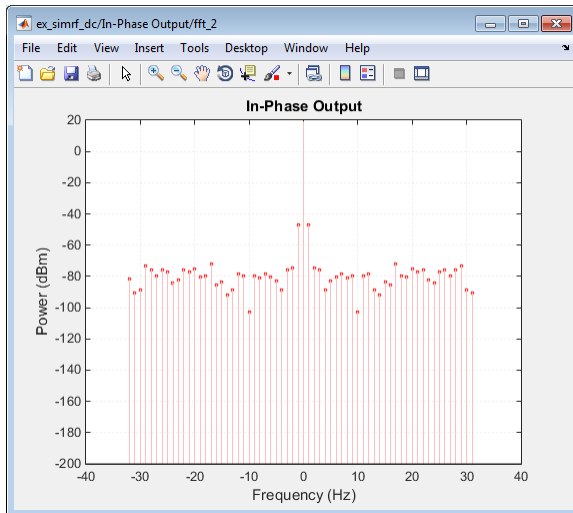 ex_simrf_dc/In-Phase Output/fft_2
File Edit View Insert Tools Desktop Window Help
In-Phase Output
20
0
-20
-40
-60
-80
-100
-120
-140
-160
-180
-200
Power (dBm)
-40 -30 -20 -10 0 10 20 30 40
Frequency (Hz)